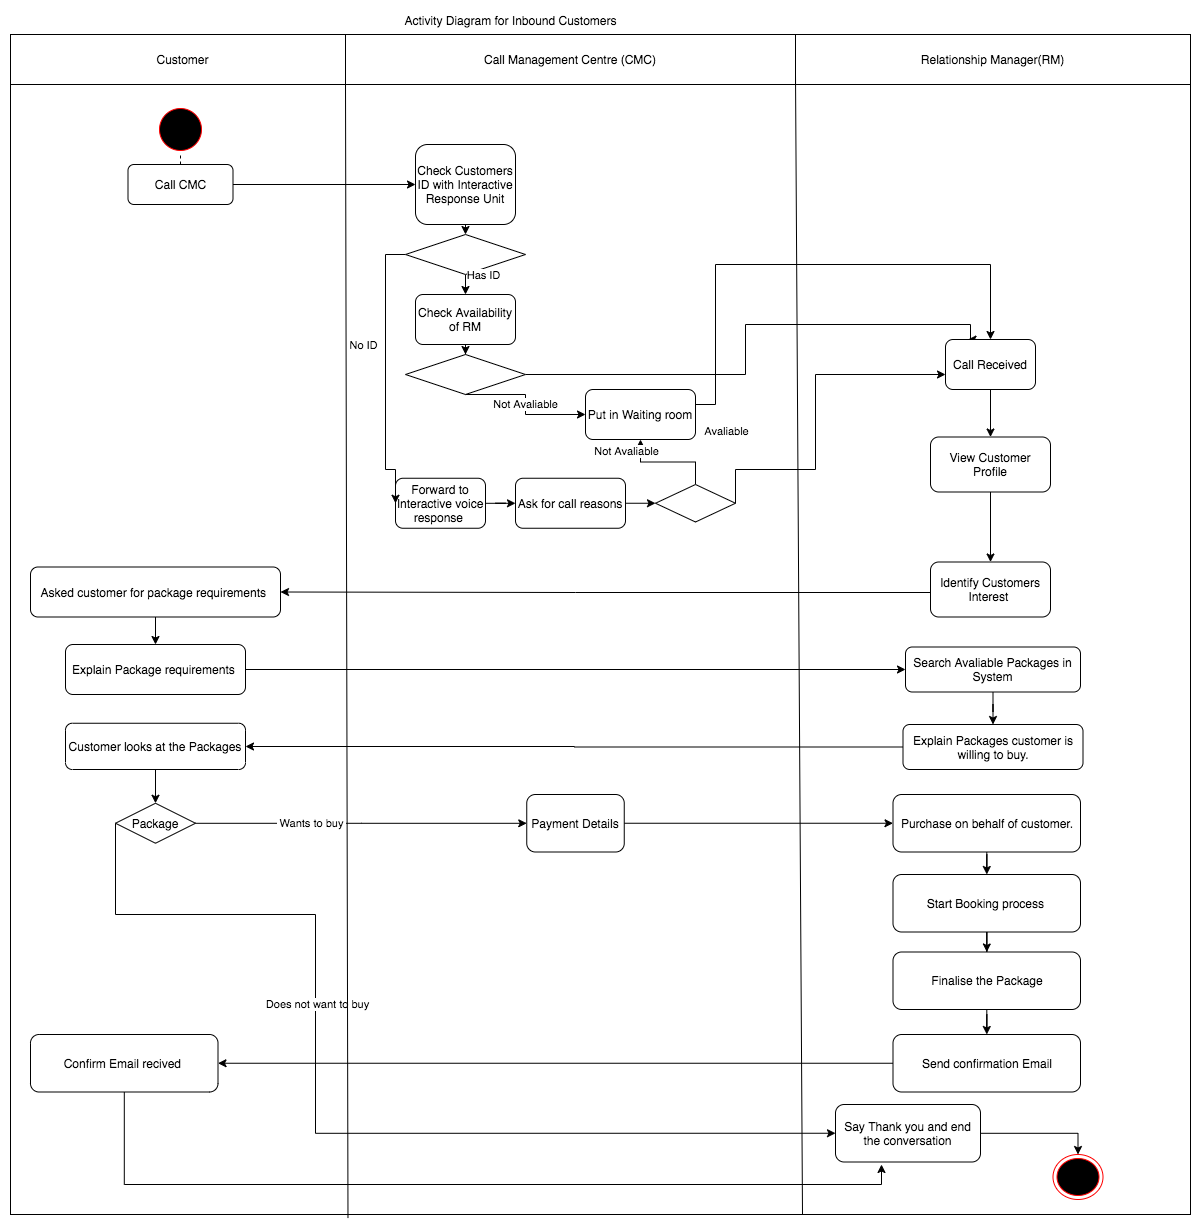 Activity Diagram for Inbound Customers
Customer
Call Management Centre (CMC)
Relationship Manager(RM)
Call CMC
Check Customers
ID with Interactive
Response Unit
Has ID
Check Availability
of RM
No ID
Call Received
Not Avaliable
Put in Waiting room
Avaliable
Not Avaliable
View Customer
Profile
Forward to
Interactive voice
response
Ask for call reasons
Asked customer for package requirements
Identify Customers
Interest
Explain Package requirements
Search Avaliable Packages in
System
Customer looks at the Packages
Explain Packages customer is
willing to buy.
Package
Wants to buy
Payment Details
Purchase on behalf of customer.
Start Booking process
Finalise the Package
Does not want to buy
Confirm Email recived
Send confirmation Email
Say Thank you and end
the conversation